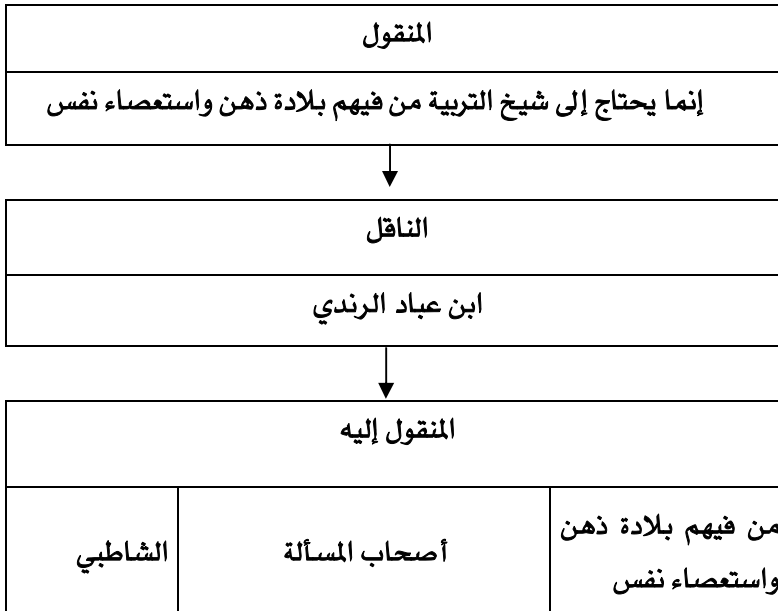 المنقول
إنما يحتاج إلى شيخ التربية من فيهم بلادة ذهن واستعصاء نفس
الناقل
ابن عباد الرندي
المنقول إليه
من فيهم بلادة ذهن
واستعصاء نفس
أصحاب المسألة
الشاطبي